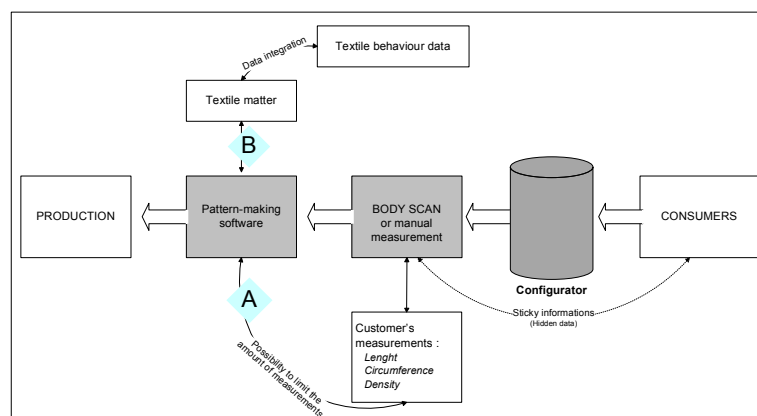 Data integration
Textile behaviour data
Textile matter
B
PRODUCTION
Pattern-making
software
BODY SCAN
or manual
measurement
CONSUMERS
Configurator
Sticky informations
(Hidden data)
A
Possibility to limit the
amount of measurements
Customer's
measurements :
Lenght
Circumference
Density